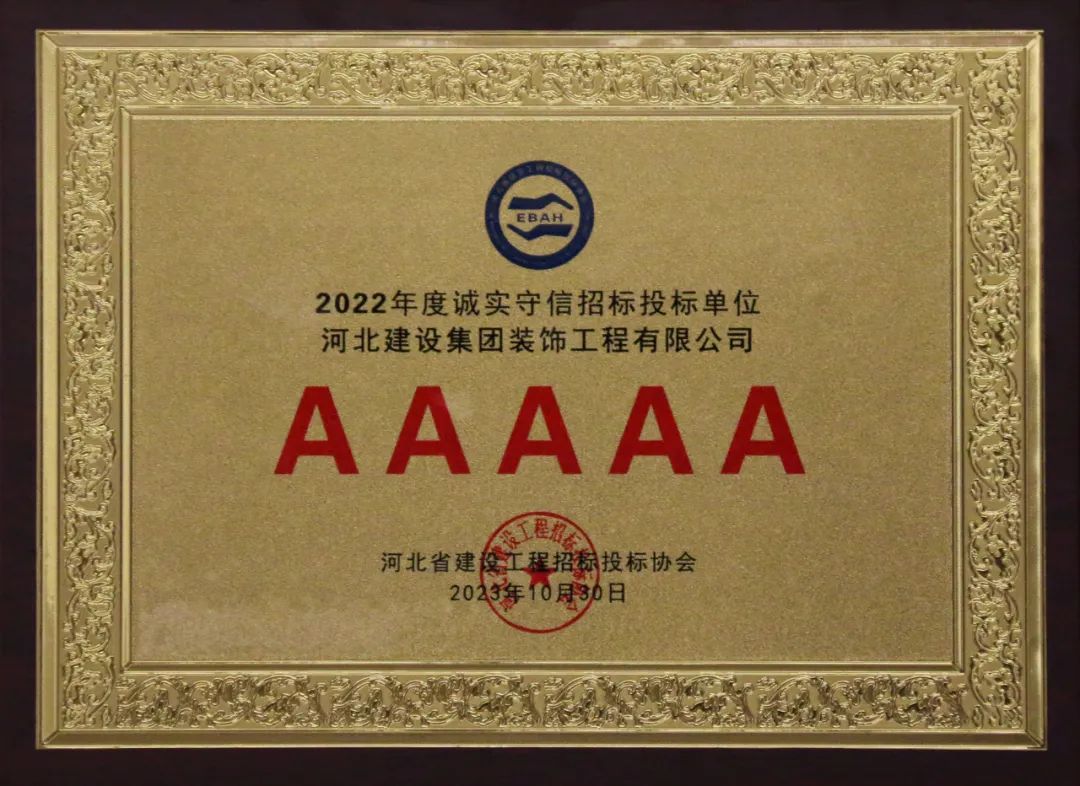 EBAH
2022年度诚实守信招标投标单位
河北建设集团装饰工程有限公司
AAAAA
河北省建设工程招标投标协会
2023年10月30日